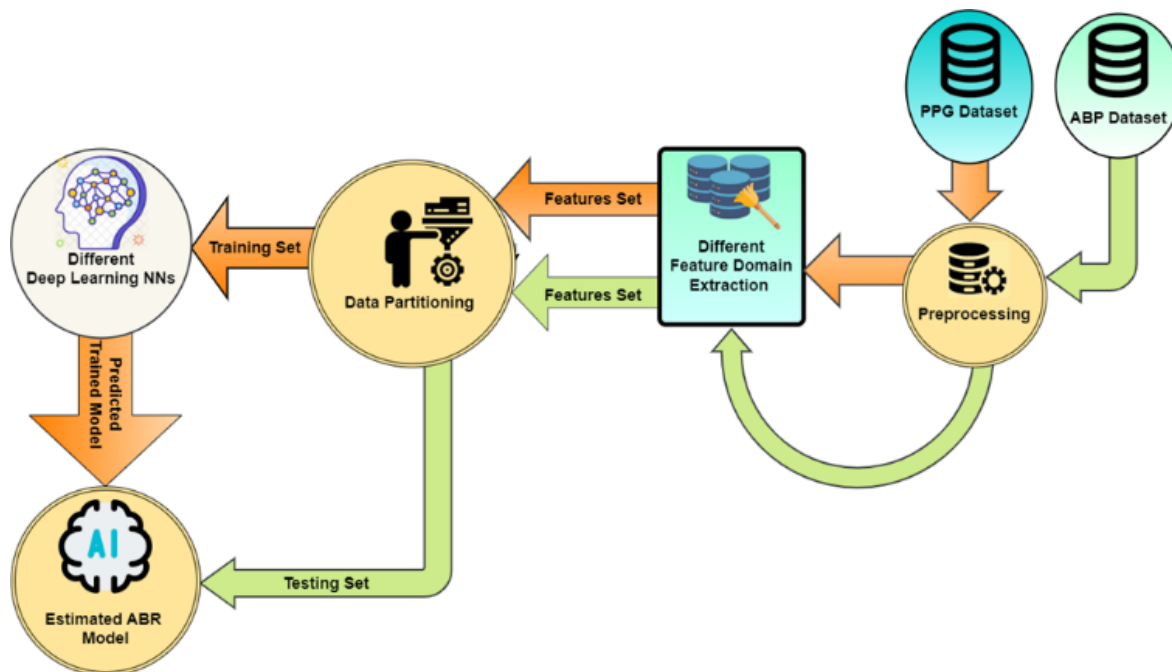 PPG Dataset
ABP Dataset
Features Set
Different
Feature Domain
Extraction
Preprocessing
Features Set
Data Partitioning
Training Set
Different
Deep Learning NNs
Predicted
Trained Model
AI
Estimated ABR
Model
Testing Set